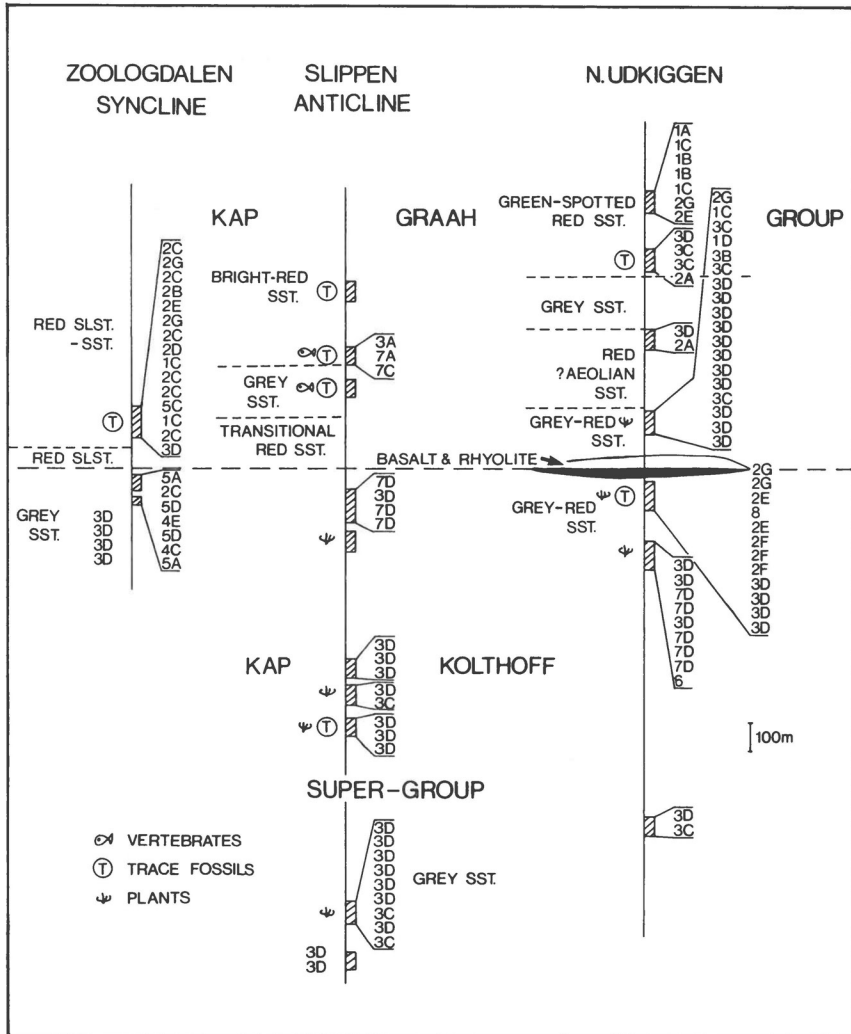 ZOOLOGDALEN
SYNCLINE
SLIPPEN
ANTICLINE
N.UDKIGGEN
KAP
GRAAH
GROUP
RED SLST.
-SST.
2C
2G
2C
2B
2E
2G
2C
2D
1C
2C
2C
5C
1C
2C
3D
T
RED SLST.
GREY
SST.
3D
3D
3D
3D
5A
2C
5D
4E
5D
4C
5A
BRIGHT-RED
SST.
T
T
3A
7A
7C
GREY
SST.
T
TRANSITIONAL
RED SST.
7D
3D
7D
7D
3D
3D
3D
3D
3C
T
3D
3D
3D
KAP
KOLTHOFF
SUPER-GROUP
3D
3D
3D
3D
3D
3D
3C
3D
3C
GREY SST.
3D
3D
GREEN-SPOTTED
RED SST.
1A
1C
1B
1B
1C
2G
2E
T
3D
3C
3C
2A
GREY SST.
3D
2A
RED
?AEOLIAN
SST.
GREY-RED
SST.
2G
1C
3C
1D
3B
3C
3D
3D
3D
3D
3D
3D
3D
3D
3C
3D
3D
3D
BASALT & RHYOLITE
GREY-RED
SST.
T
2G
2G
2E
8
2E
2F
2F
2F
3D
3D
3D
3D
3D
3D
7D
7D
3D
7D
7D
7D
6
100m
3D
3C
VERTEBRATES
T TRACE FOSSILS
PLANTS